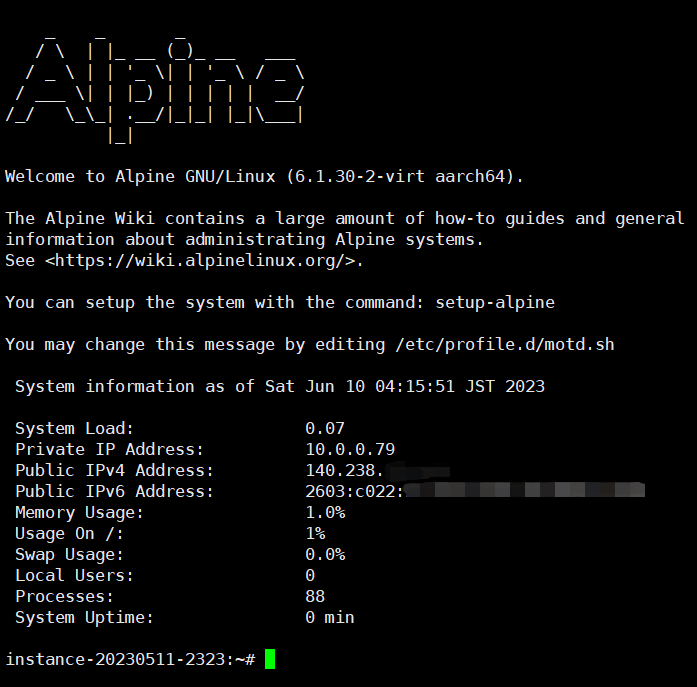 Alpine
Welcome to Alpine GNU/Linux (6.1.30-2-virt aarch64).
The Alpine Wiki contains a large amount of how-to guides and general
information about administrating Alpine systems.
See <https://wiki.alpinelinux.org/>.
You can setup the system with the command: setup-alpine
You may change this message by editing /etc/profile.d/motd.sh
System information as of Sat Jun 10 04:15:51 JST 2023
System Load: 0.07
Private IP Address: 10.0.0.79
Public IPv4 Address: 140.238.
Public IPv6 Address: 2603:c022:
Memory Usage: 1.0%
Usage On /: 1%
Swap Usage: 0.0%
Local Users: 0
Processes: 88
System Uptime: 0 min
instance-20230511-2323:~#